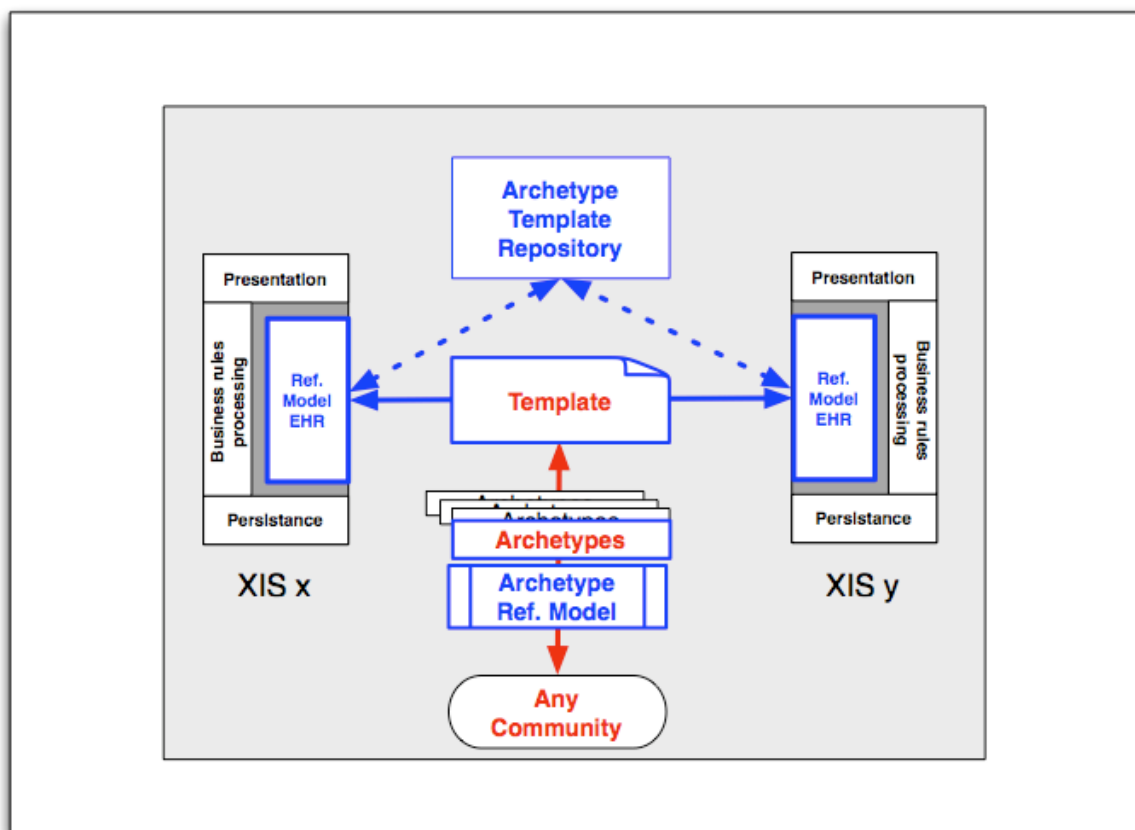 Archetype
Template
Repository
Presentation
Business rules
processing
Ref.
Model
EHR
Persistance
XIS x
Template
Presentation
Ref.
Model
EHR
Business rules
processing
Persistance
XIS y
Archetypes
Archetypes
Archetype
Ref. Model
Any
Community